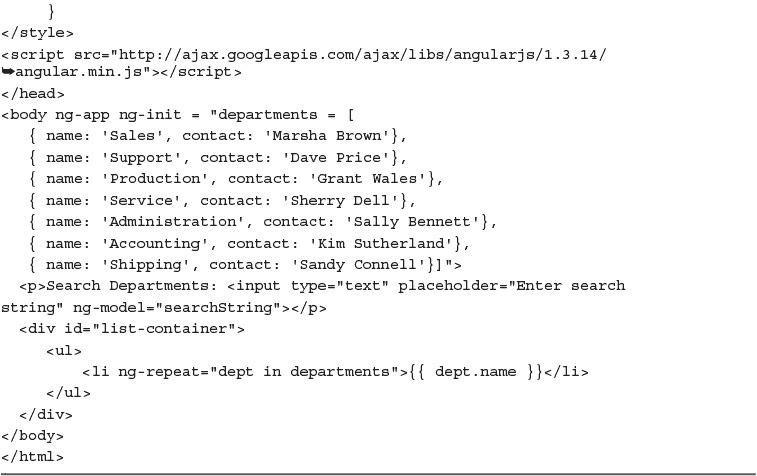 }
</style>
<script src="http://ajax.googleapis.com/ajax/libs/angularjs/1.3.14/
➥angular.min.js"></script>
</head>
<body ng-app ng-init = "departments = [
{ name: 'Sales', contact: 'Marsha Brown'},
{ name: 'Support', contact: 'Dave Price'},
{ name: 'Production', contact: 'Grant Wales'},
{ name: 'Service', contact: 'Sherry Dell'},
{ name: 'Administration', contact: 'Sally Bennett'},
{ name: 'Accounting', contact: 'Kim Sutherland'},
{ name: 'Shipping', contact: 'Sandy Connell'}]">
<p>Search Departments: <input type="text" placeholder="Enter search
string" ng-model="searchString"></p>
<div id="list-container">
<ul>
<li ng-repeat="dept in departments">{{ dept.name }}</li>
</ul>
</div>
</body>
</html>